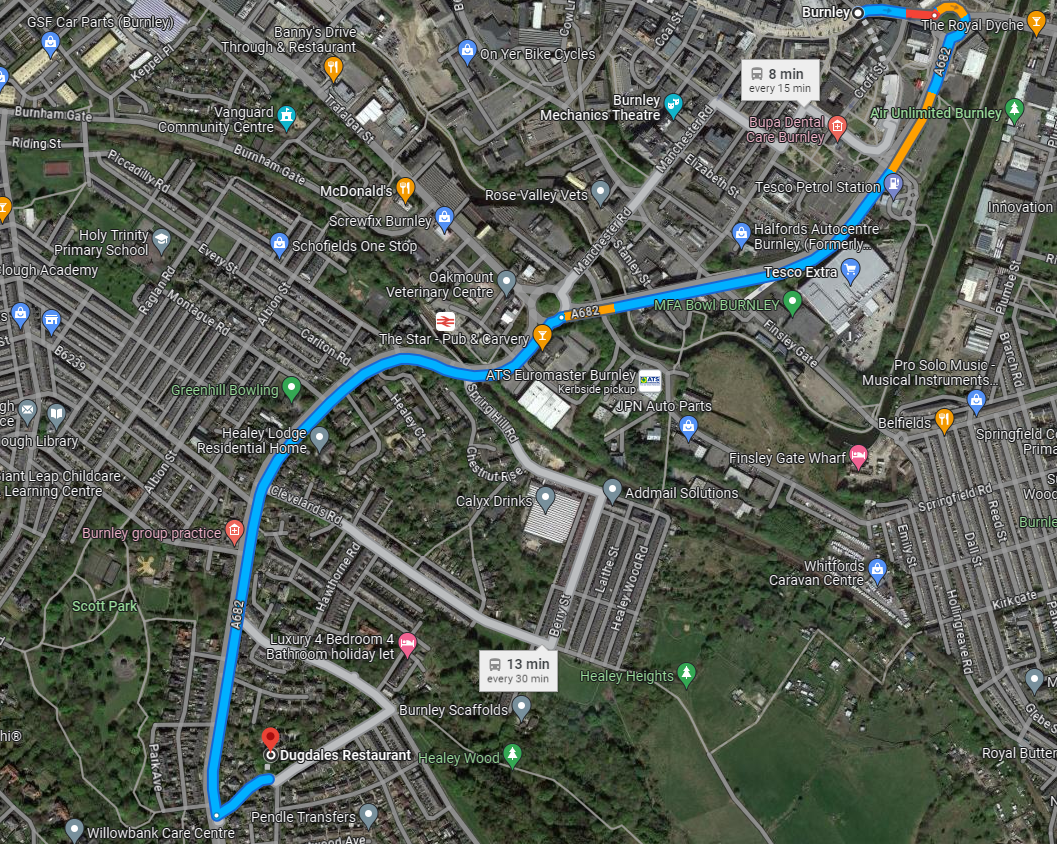 GSF Car Parts (Burnley)
Keppel Pl
Banny's Drive
Through & Restaurant
On Yer Bike Cycles
Coal St
Burnley
The Royal Dyche
A682
8 min
every 15 min
Croft St
Air Unlimited Burnley
Burnham Gate
Vanguard
Community Centre
Trafalgar St
Burnley
Mechanics Theatre
Manchester Rd
Bupa Dental
Care Burnley
Riding St
Piccadilly Rd
Burnham Gate
Elizabeth St
McDonald's
Rose Valley Vets
Tesco Petrol Station
Innovation
Screwfix Burnley
Holy Trinity
Primary School
Schofields One Stop
Every St
Manchester Rd
Stanley St
Halfords Autocentre
Burnley (Formerly...
lough Academy
Raglan Rd
Albion St
Oakmount
Veterinary Centre
Tesco Extra
Plumbe St
Montague Rd
MFA Bowl BURNLEY
A682
Carlton Rd
The Star - Pub & Carvery
Finsley Gate
Branch Rd
B6239
ATS Euromaster Burnley
Kerbside pickup
ATS
Pro Solo Music -
Musical Instruments...
Greenhill Bowling
Spring Hill Rd
JPN Auto Parts
Healey Ct
Belfields
Springfield C
Prima
ough Library
Healey Lodge
Residential Home
Albion St
Chestnut Rise
Finsley Gate Wharf
iant Leap Childcare
Learning Centre
Clevelands Rd
Calyx Drinks
Addmail Solutions
Springfield Rd
Burnley group practice
Emily St
Dall St
Reed St
Burnle
Hawthorne Rd
Laithe St
Healey Wood Rd
Whitfords
Caravan Centre
Scott Park
A682
Berry St
Hollingreave Rd
Kirkgate
Luxury 4 Bedroom 4
Bathroom holiday let
13 min
every 30 min
Healey Heights
Burnley Scaffolds
Glebe S
hi®
Park Ave
Dugdales Restaurant
Healey Wood
Royal Butter
Pendle Transfers
Willowbank Care Centre